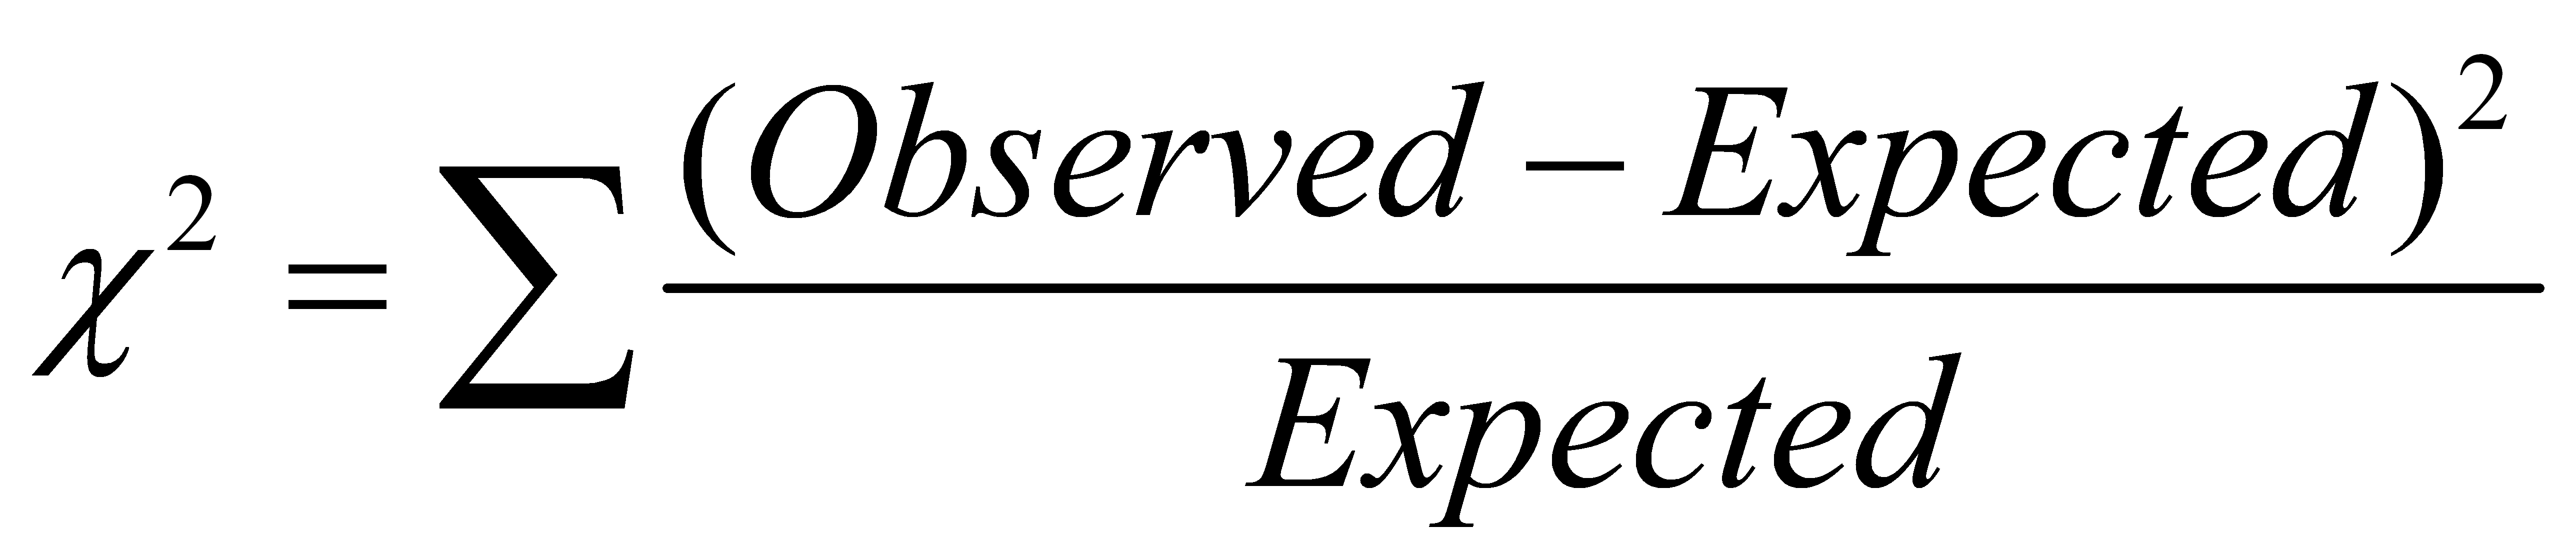 χ² = ∑ (Observed − Expected)²
Expected